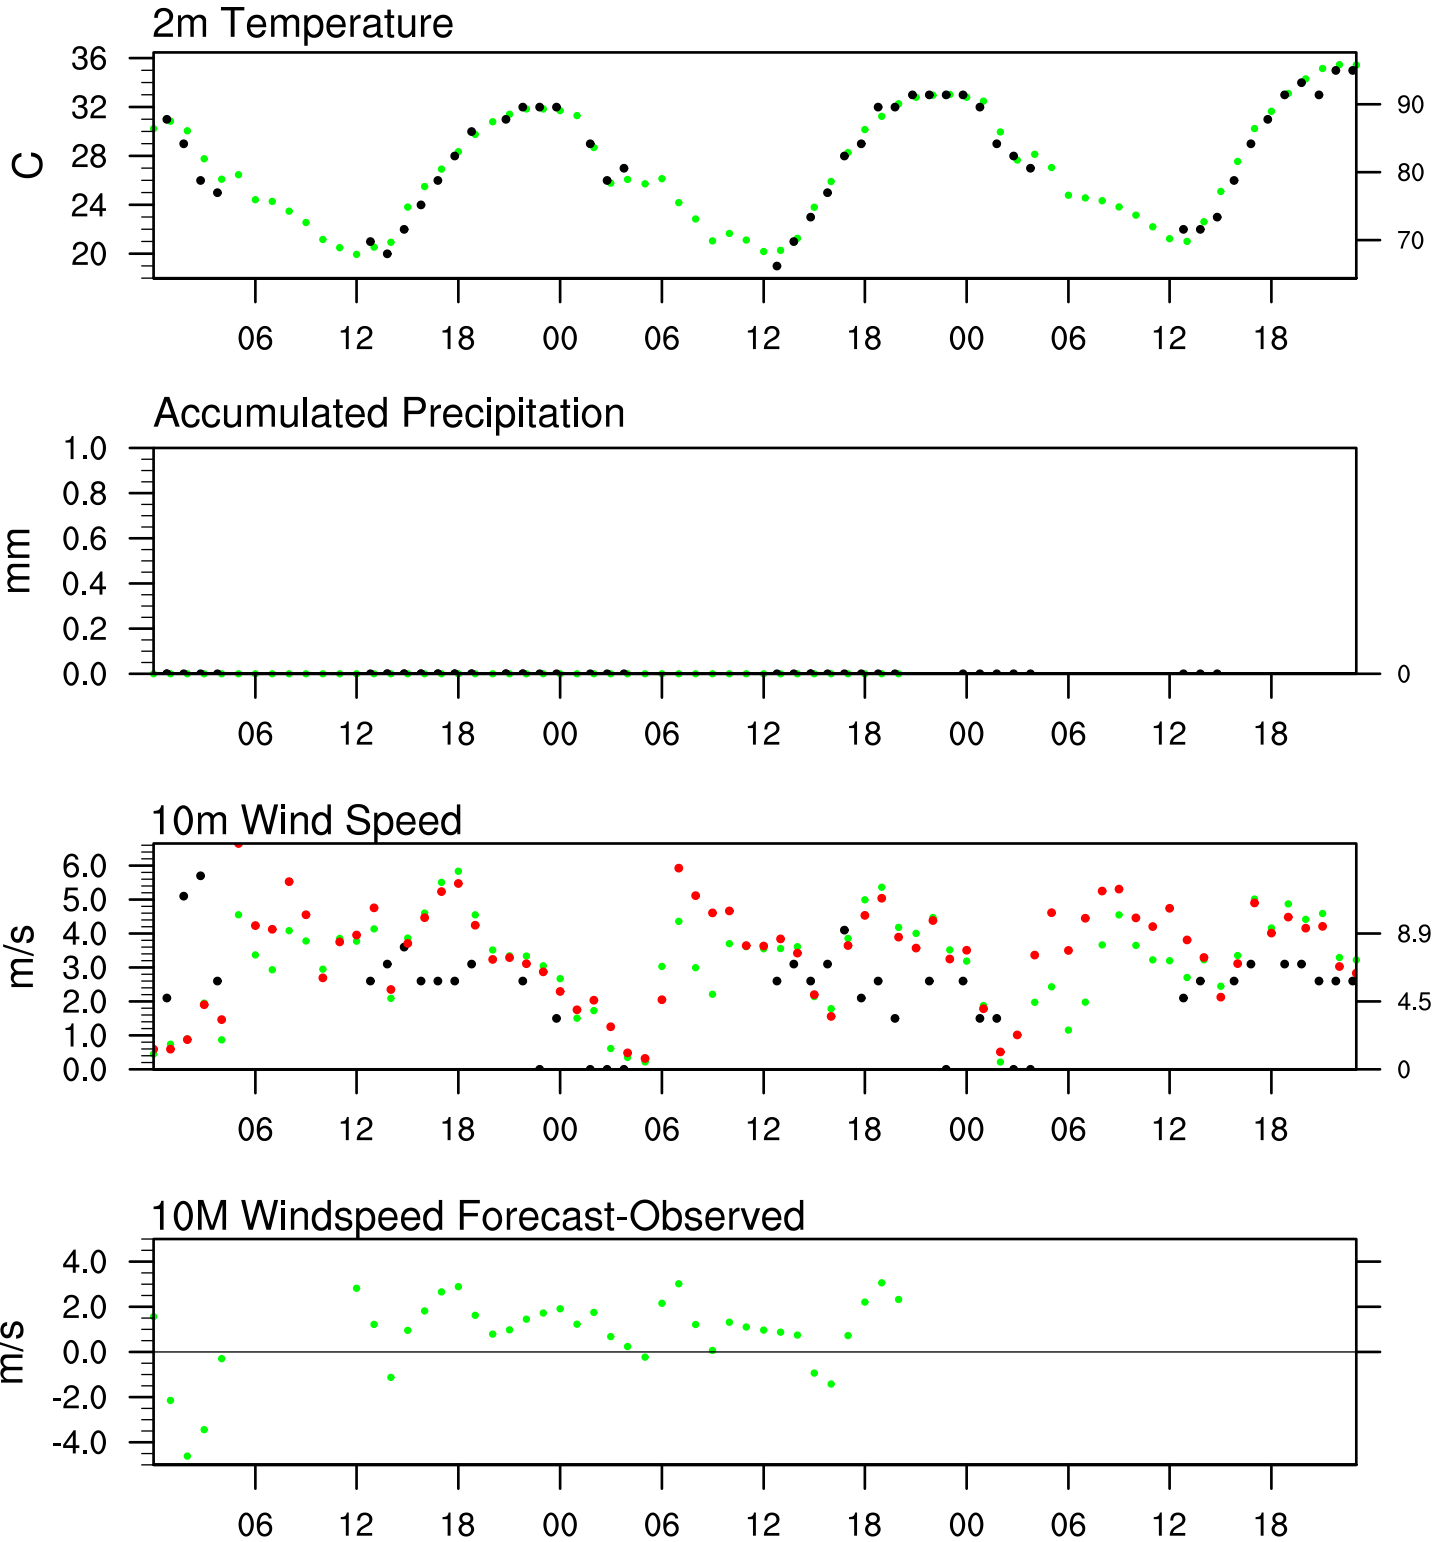 2m Temperature
36
32
28
24
20
C
90
80
70
06 12 18 00 06 12 18 00 06 12 18
Accumulated Precipitation
1.0
0.8
0.6
0.4
0.2
0.0
mm
0
06 12 18 00 06 12 18 00 06 12 18
10m Wind Speed
6.0
5.0
4.0
3.0
2.0
1.0
0.0
m/s
8.9
4.5
0
06 12 18 00 06 12 18 00 06 12 18
10M Windspeed Forecast-Observed
4.0
2.0
0.0
-2.0
-4.0
m/s
06 12 18 00 06 12 18 00 06 12 18